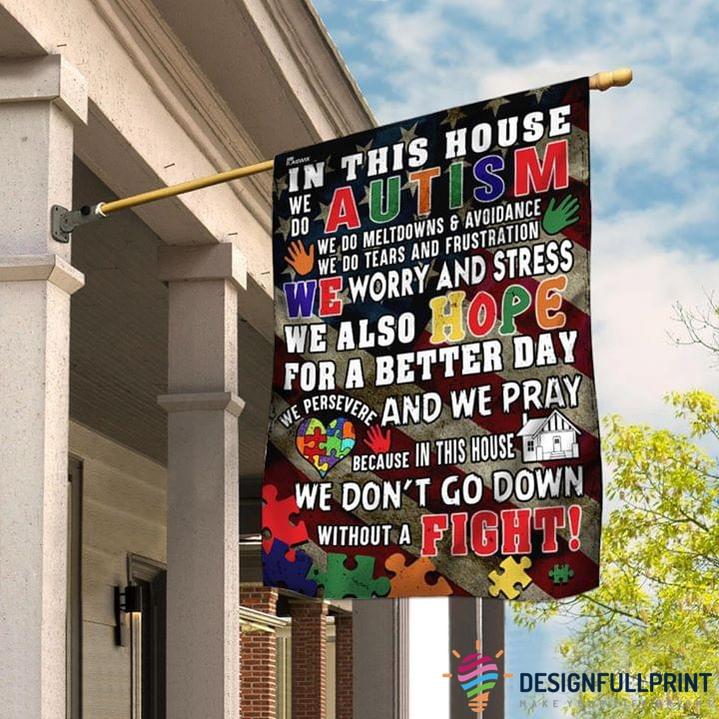 IN THIS HOUSE
WE DO AUTISM
WE DO MELTDOWNS & AVOIDANCE
WE DO TEARS AND FRUSTRATION
WE WORRY AND STRESS
WE ALSO HOPE
FOR A BETTER DAY
WE PERSEVERE AND WE PRAY
BECAUSE IN THIS HOUSE
WE DON'T GO DOWN
WITHOUT A FIGHT!
DESIGNFULLPRINT